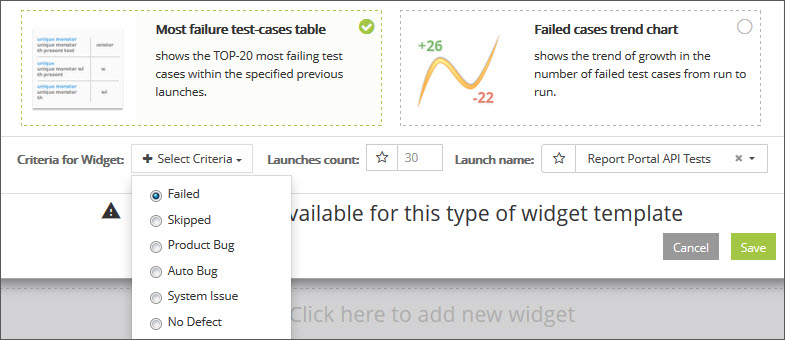 Most failure test-cases table
shows the TOP-20 most failing test
cases within the specified previous
launches.
unique monster
unique monster
th present test
monster
unique monster
unique monster wi
th present
unique monster
unique monster
th
+26
-22
Failed cases trend chart
shows the trend of growth in the
number of failed test cases from run to
run.
Criteria for Widget: + Select Criteria Launches count: 30 Launch name: Report Portal API Tests ×
Failed
Skipped
Product Bug
Auto Bug
System Issue
No Defect
vailable for this type of widget template
Cancel Save
Click here to add new widget